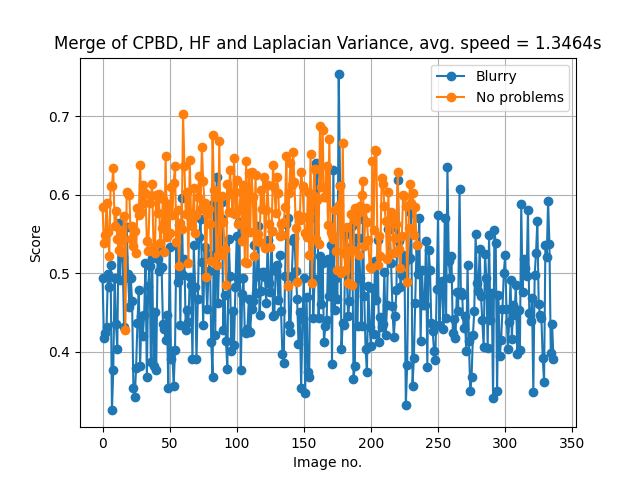 Merge of CPBD, HF and Laplacian Variance, avg. speed = 1.3464s
Blurry
No problems
0.7
0.6
0.5
0.4
Score
0 50 100 150 200 250 300 350
Image no.